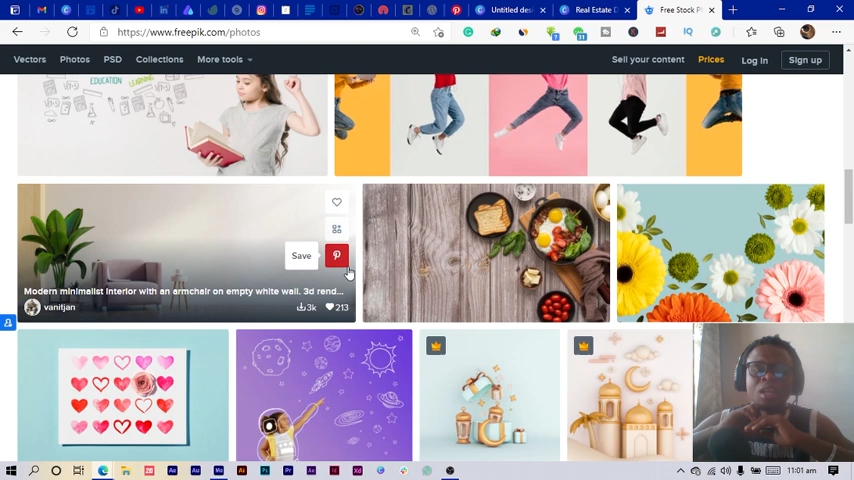 Untitled des
Real Estate D
Free Stock P
https://www.freepik.com/photos
Vectors
Photos
PSD
Collections
More tools
Sell your content
Prices
Log in
Sign up
EDUCATION
LEARNING
Save
Modern minimalist interior with an armchair on empty white wall. 3d rend...
vanitjan
3k
213
11:01 am